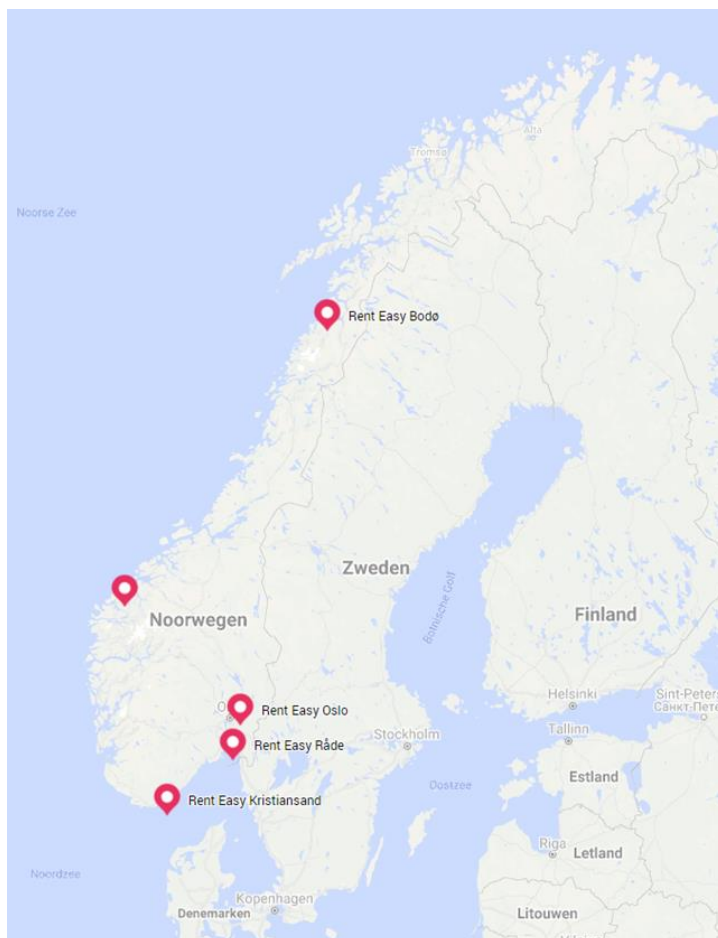 Alta
Tromsø
Noorse Zee
Rent Easy Bodø
Zweden
Botnische Golf
Noorwegen
Finland
Helsinki
Sint-Peters
Санкт-Пете
Rent Easy Oslo
Stockholm
Rent Easy Råde
Tallinn
Estland
Oostzee
Rent Easy Kristiansand
Riga
Letland
Noordzee
Kopenhagen
Denemarken
Litouwen